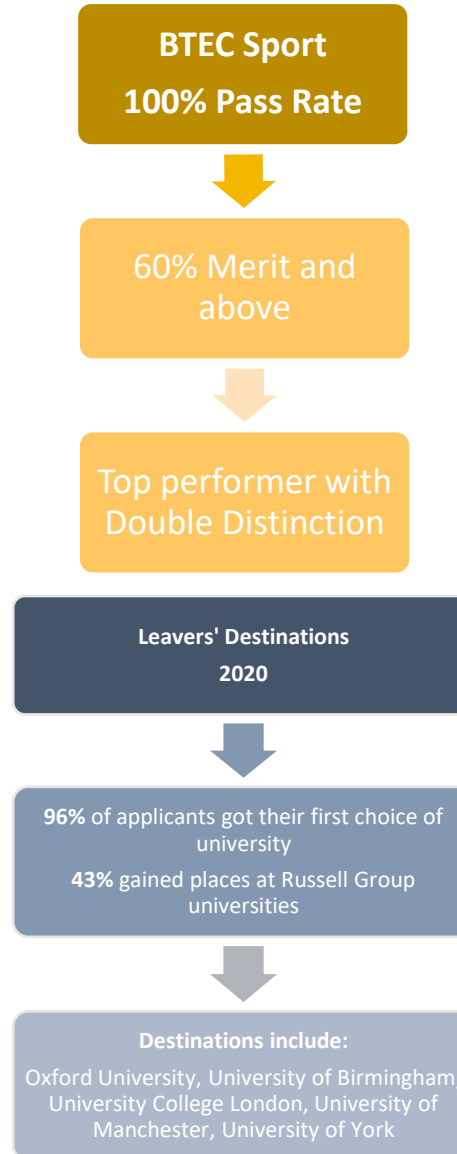 BTEC Sport
100% Pass Rate
60% Merit and
above
Top performer with
Double Distinction
Leavers' Destinations
2020
96% of applicants got their first choice of
university
43% gained places at Russell Group
universities
Destinations include:
Oxford University, University of Birmingham,
University College London, University of
Manchester, University of York